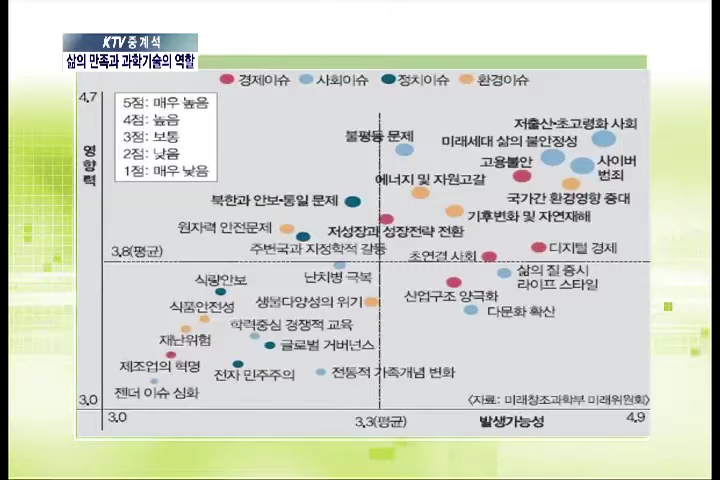 KTV 중계석
삶의 만족과 과학기술의 역할
경제이슈 사회이슈 정치이슈 환경이슈
4.7
5점: 매우 높음
4점: 높음
3점: 보통
2점: 낮음
1점: 매우 낮음
영향력
저출산·초고령화 사회
불평등 문제
미래세대 삶의 불안정성
고용불안
사이버
범죄
에너지 및 자원고갈
국가간 환경영향 증대
북한과 안보·통일 문제
기후변화 및 자연재해
원자력 안전문제
저성장과 성장전략 전환
주변국과 지정학적 갈등
3.8(평균)
초연결 사회
디지털 경제
난치병 극복
삶의 질 중시
라이프 스타일
식량안보
산업구조 양극화
식품안전성
생물다양성의 위기
다문화 확산
학력중심 경쟁적 교육
재난위험
글로벌 거버넌스
제조업의 혁명
전자 민주주의
전통적 가족개념 변화
젠더 이슈 심화
<자료: 미래창조과학부 미래위원회>
3.0
3.0
3.3(평균)
발생가능성
4.9